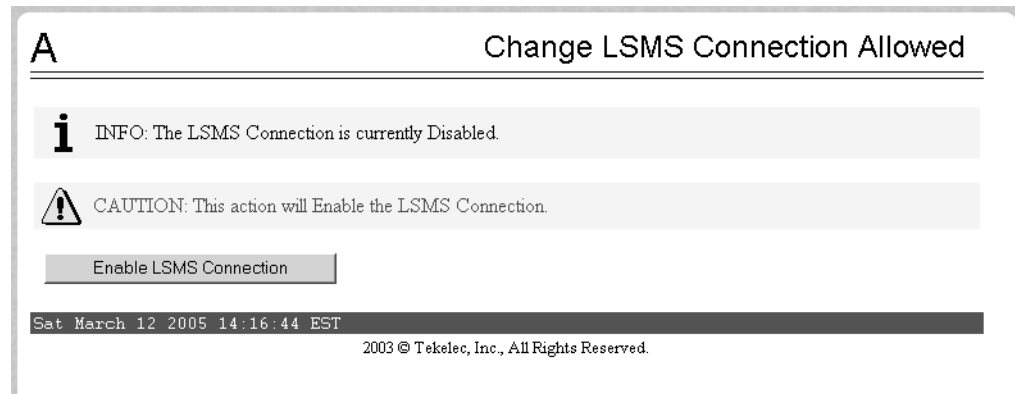 A
Change LSMS Connection Allowed
INFO: The LSMS Connection is currently Disabled.
CAUTION: This action will Enable the LSMS Connection.
Enable LSMS Connection
Sat March 12 2005 14:16:44 EST
2003 © Tekelec, Inc., All Rights Reserved.